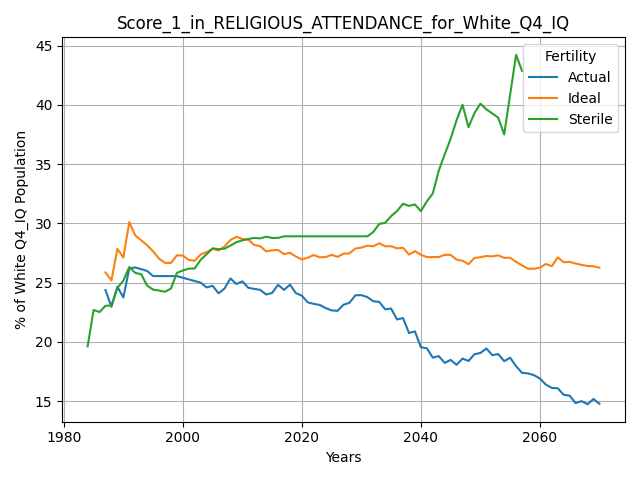 Score_1_in_RELIGIOUS_ATTENDANCE_for_White_Q4_IQ
% of White Q4_IQ Population
45
40
35
30
25
20
15
Fertility
Actual
Ideal
Sterile
1980 2000 2020 2040 2060
Years